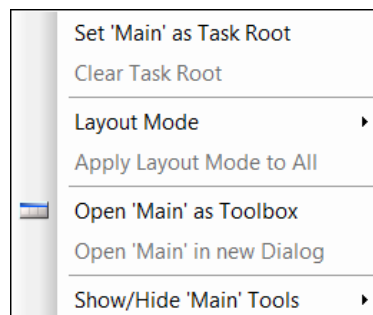 Set 'Main' as Task Root
Clear Task Root
Layout Mode
Apply Layout Mode to All
Open 'Main' as Toolbox
Open 'Main' in new Dialog
Show/Hide 'Main' Tools